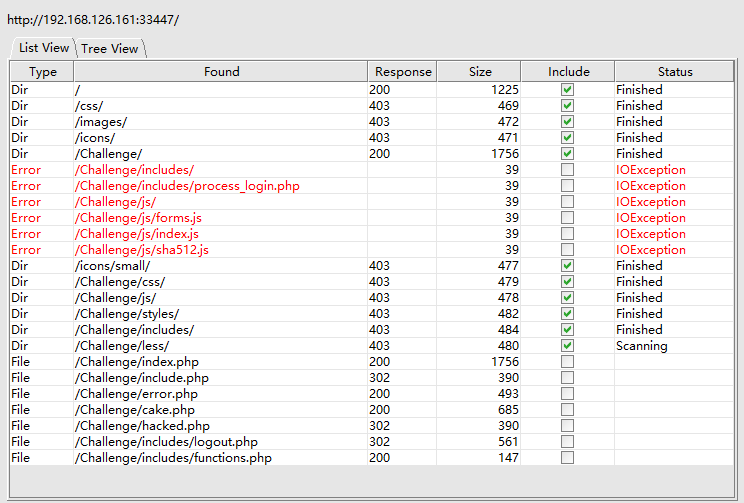 http://192.168.126.161:33447/
List View Tree View
Type Found Response Size Include Status
Dir / 200 1225 Finished
Dir /css/ 403 469 Finished
Dir /images/ 403 472 Finished
Dir /icons/ 403 471 Finished
Dir /Challenge/ 200 1756 Finished
Error /Challenge/includes/ 39 IOException
Error /Challenge/includes/process_login.php 39 IOException
Error /Challenge/js/ 39 IOException
Error /Challenge/js/forms.js 39 IOException
Error /Challenge/js/index.js 39 IOException
Error /Challenge/js/sha512.js 39 IOException
Dir /icons/small/ 403 477 Finished
Dir /Challenge/css/ 403 479 Finished
Dir /Challenge/js/ 403 478 Finished
Dir /Challenge/styles/ 403 482 Finished
Dir /Challenge/includes/ 403 484 Finished
Dir /Challenge/less/ 403 480 Scanning
File /Challenge/index.php 200 1756
File /Challenge/include.php 302 390
File /Challenge/error.php 200 493
File /Challenge/cake.php 200 685
File /Challenge/hacked.php 302 390
File /Challenge/includes/logout.php 302 561
File /Challenge/includes/functions.php 200 147